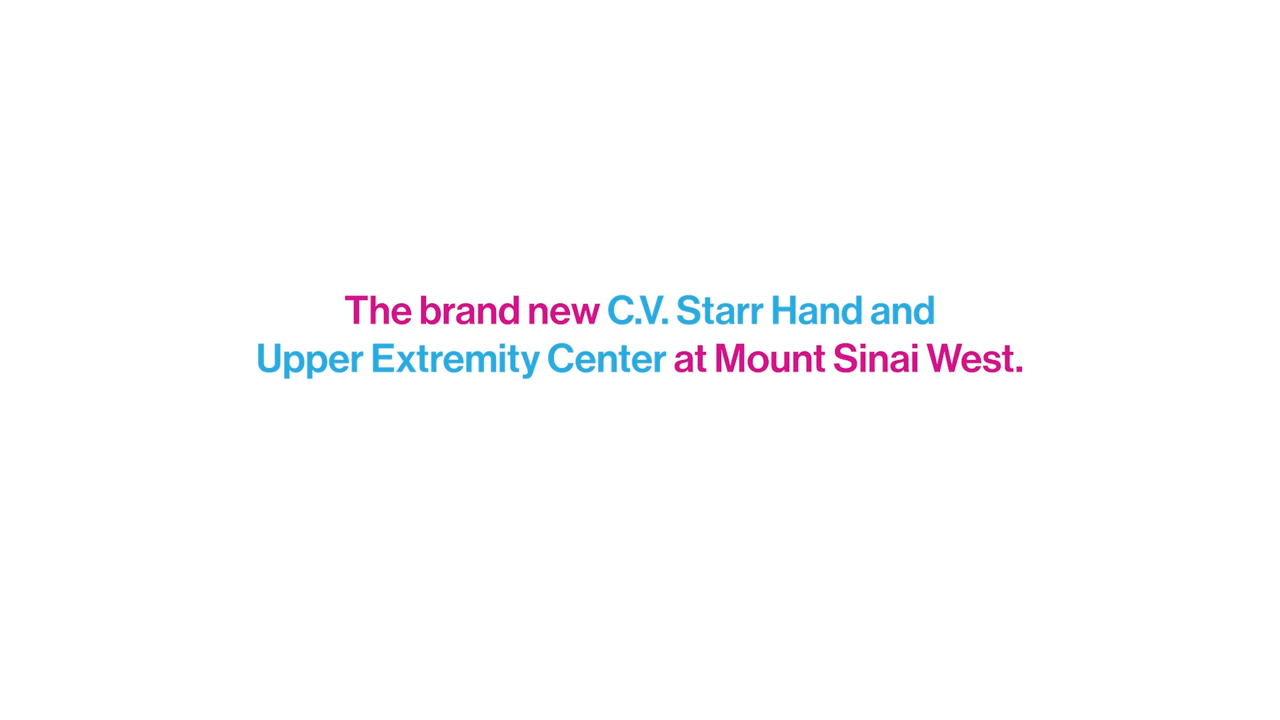 The brand new C.V. Starr Hand and
Upper Extremity Center at Mount Sinai West.